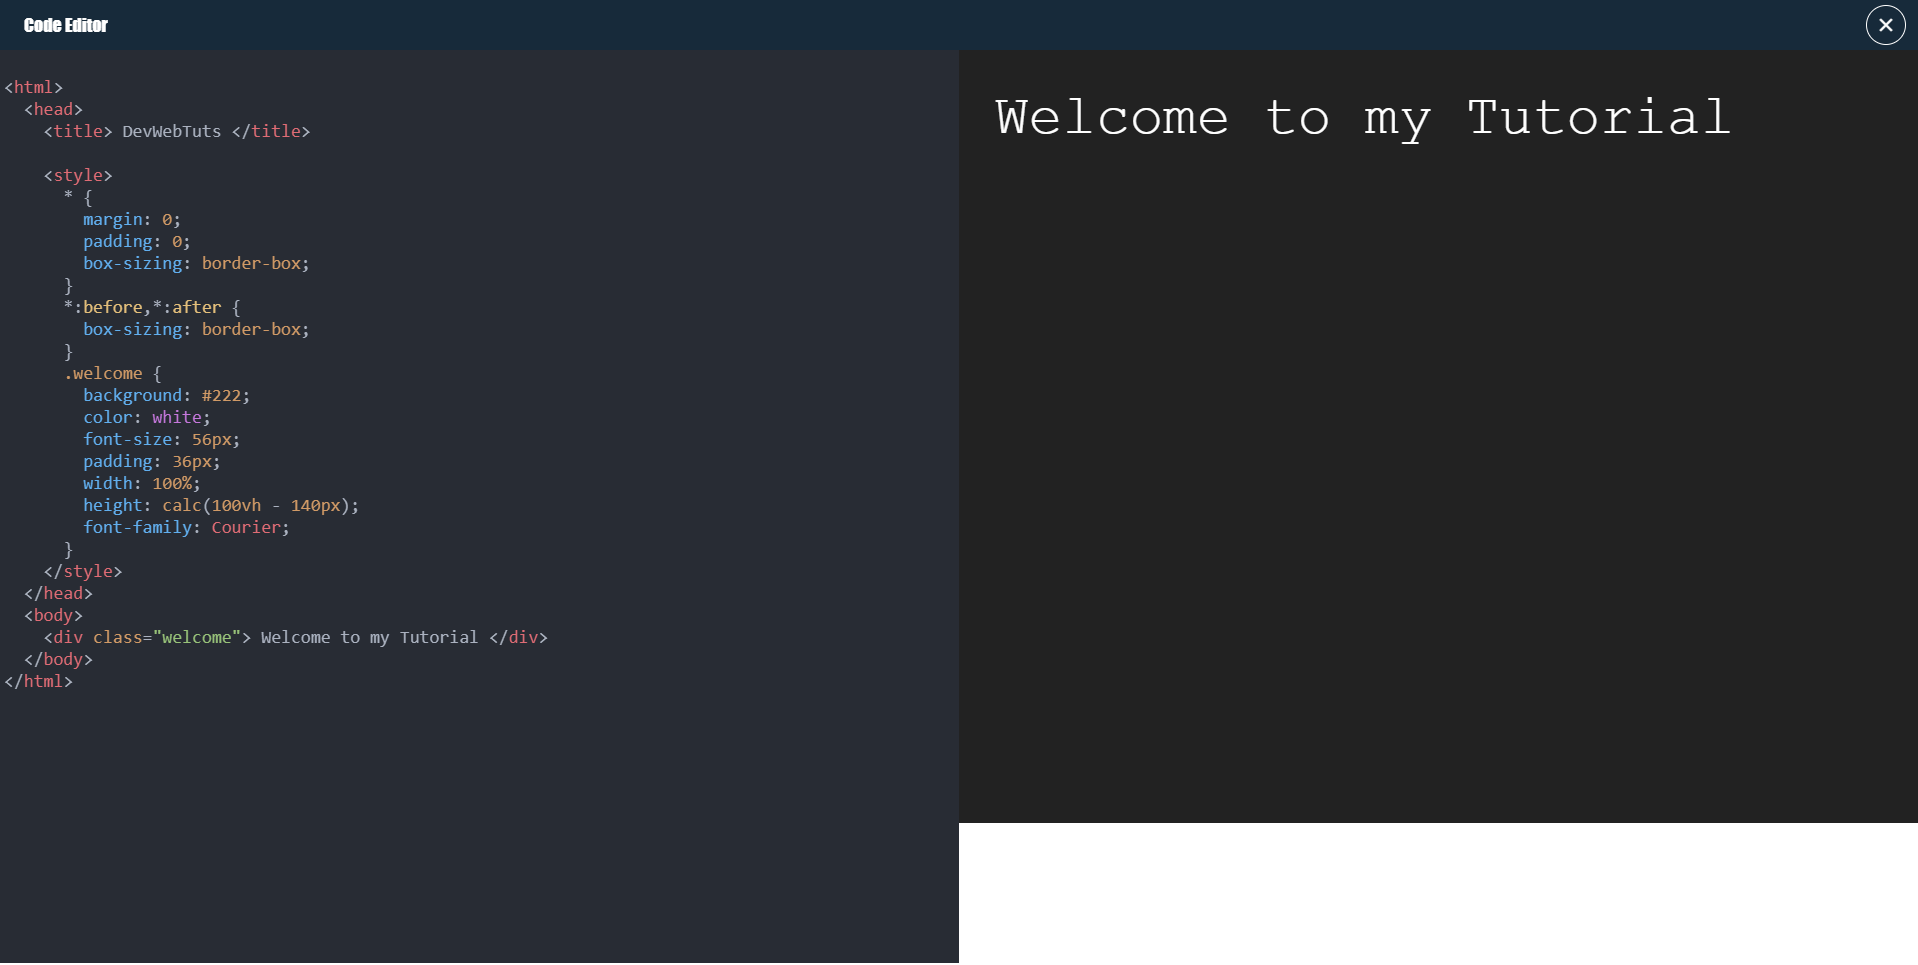 Code Editor
<html>
<head>
<title> DevWebTuts </title>
<style>
* {
margin: 0;
padding: 0;
box-sizing: border-box;
}
*:before,*:after {
box-sizing: border-box;
}
.welcome {
background: #222;
color: white;
font-size: 56px;
padding: 36px;
width: 100%;
height: calc(100vh - 140px);
font-family: Courier;
}
</style>
</head>
<body>
<div class="welcome"> Welcome to my Tutorial </div>
</body>
</html>
Welcome to my Tutorial